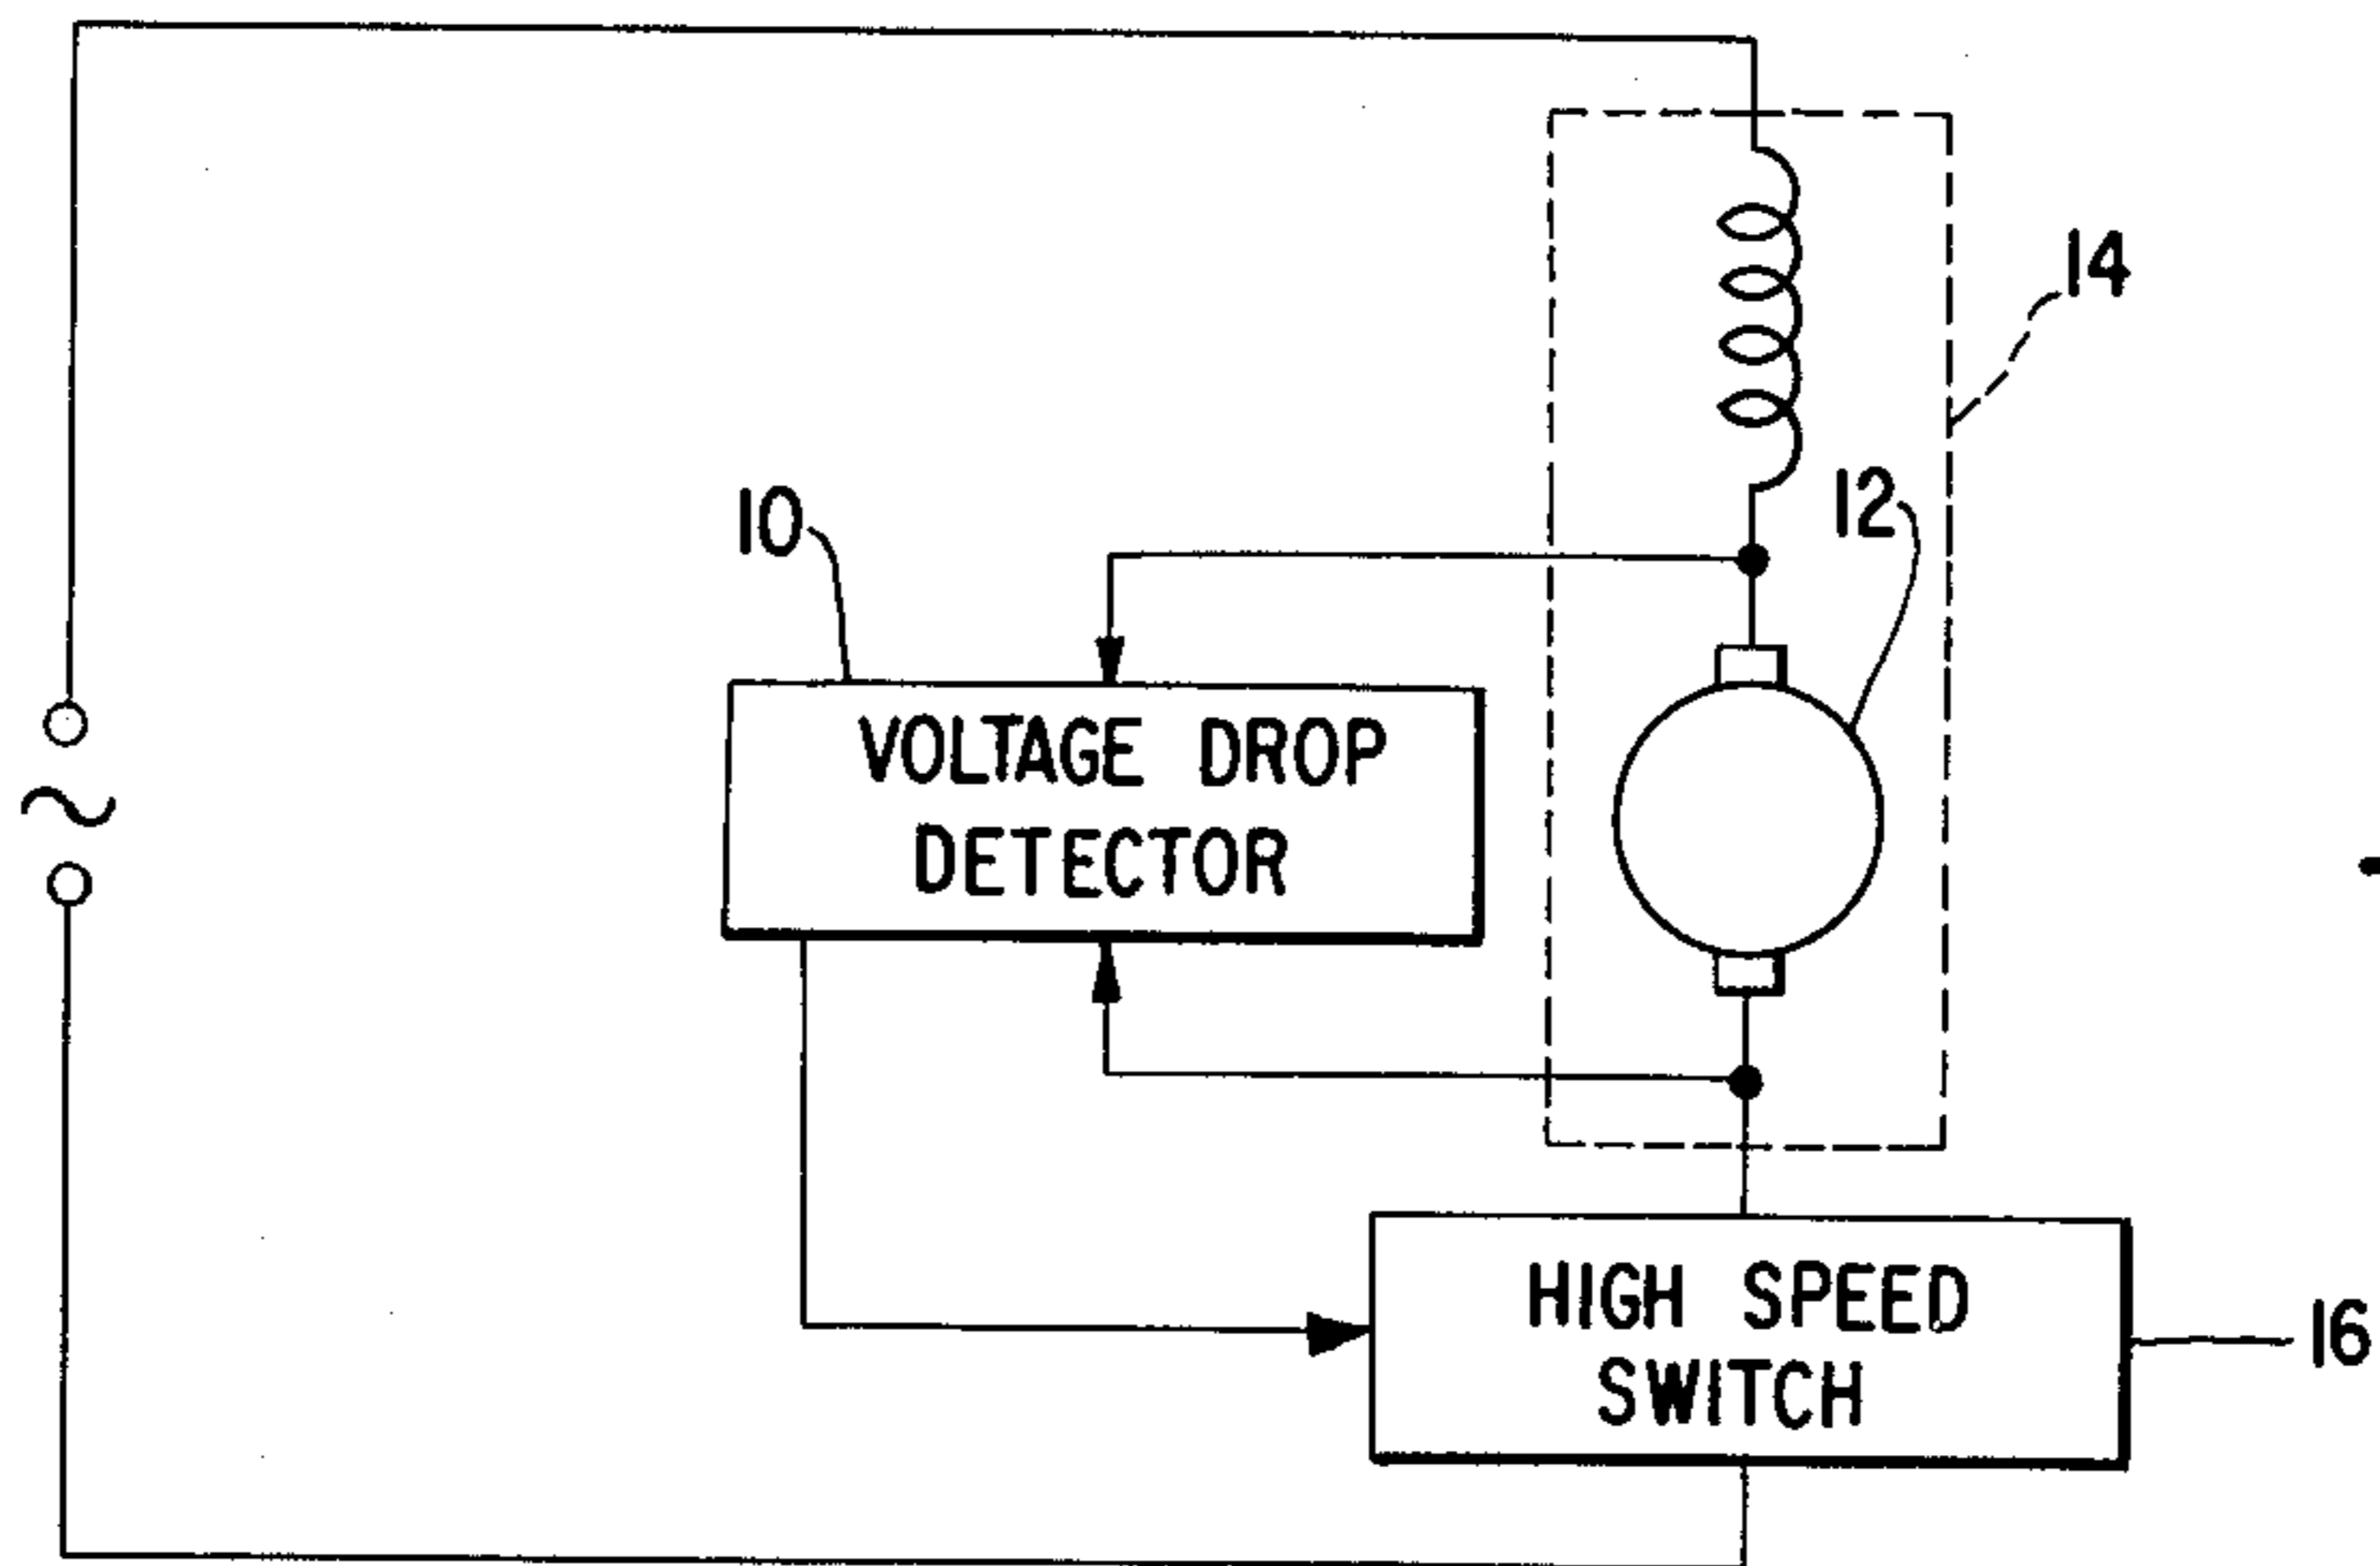 14
12
10
VOLTAGE DROP
DETECTOR
~
HIGH SPEED
SWITCH
16